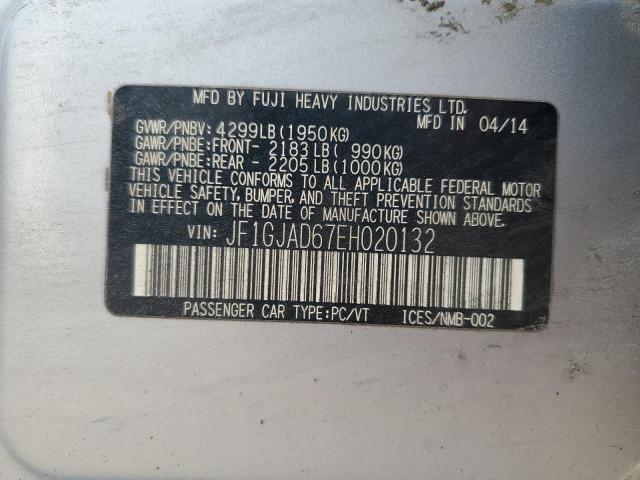 MFD BY FUJI HEAVY INDUSTRIES LTD.
MFD IN 04/14
GVWR/PNBV: 4299LB(1950KG)
GAWR/PNBE:FRONT- 2183LB( 990KG)
GAWR/PNBE:REAR - 2205LB(1000KG)
THIS VEHICLE CONFORMS TO ALL APPLICABLE FEDERAL MOTOR
VEHICLE SAFETY, BUMPER, AND THEFT PREVENTION STANDARDS
IN EFFECT ON THE DATE OF MANUFACTURE SHOWN ABOVE.
VIN: JF1GJAD67EH020132
PASSENGER CAR TYPE:PC/VT ICES/NMB-002